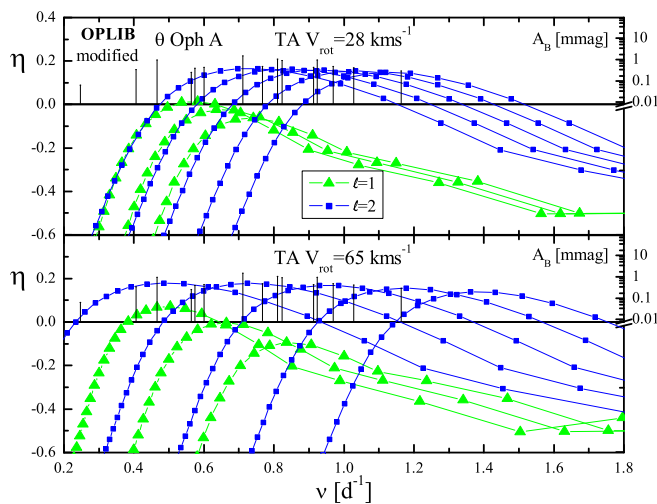 OPLIB
modified
θ Oph A
TA V_rot=28 kms⁻¹
A_B [mmag]
η
0.4
0.2
0.0
-0.2
-0.4
-0.6
10
1
0.1
0.01
ℓ=1
ℓ=2
TA V_rot=65 kms⁻¹
A_B [mmag]
η
0.2
0.0
-0.2
-0.4
-0.6
10
1
0.1
0.01
0.2 0.4 0.6 0.8 1.0 1.2 1.4 1.6 1.8
ν [d⁻¹]